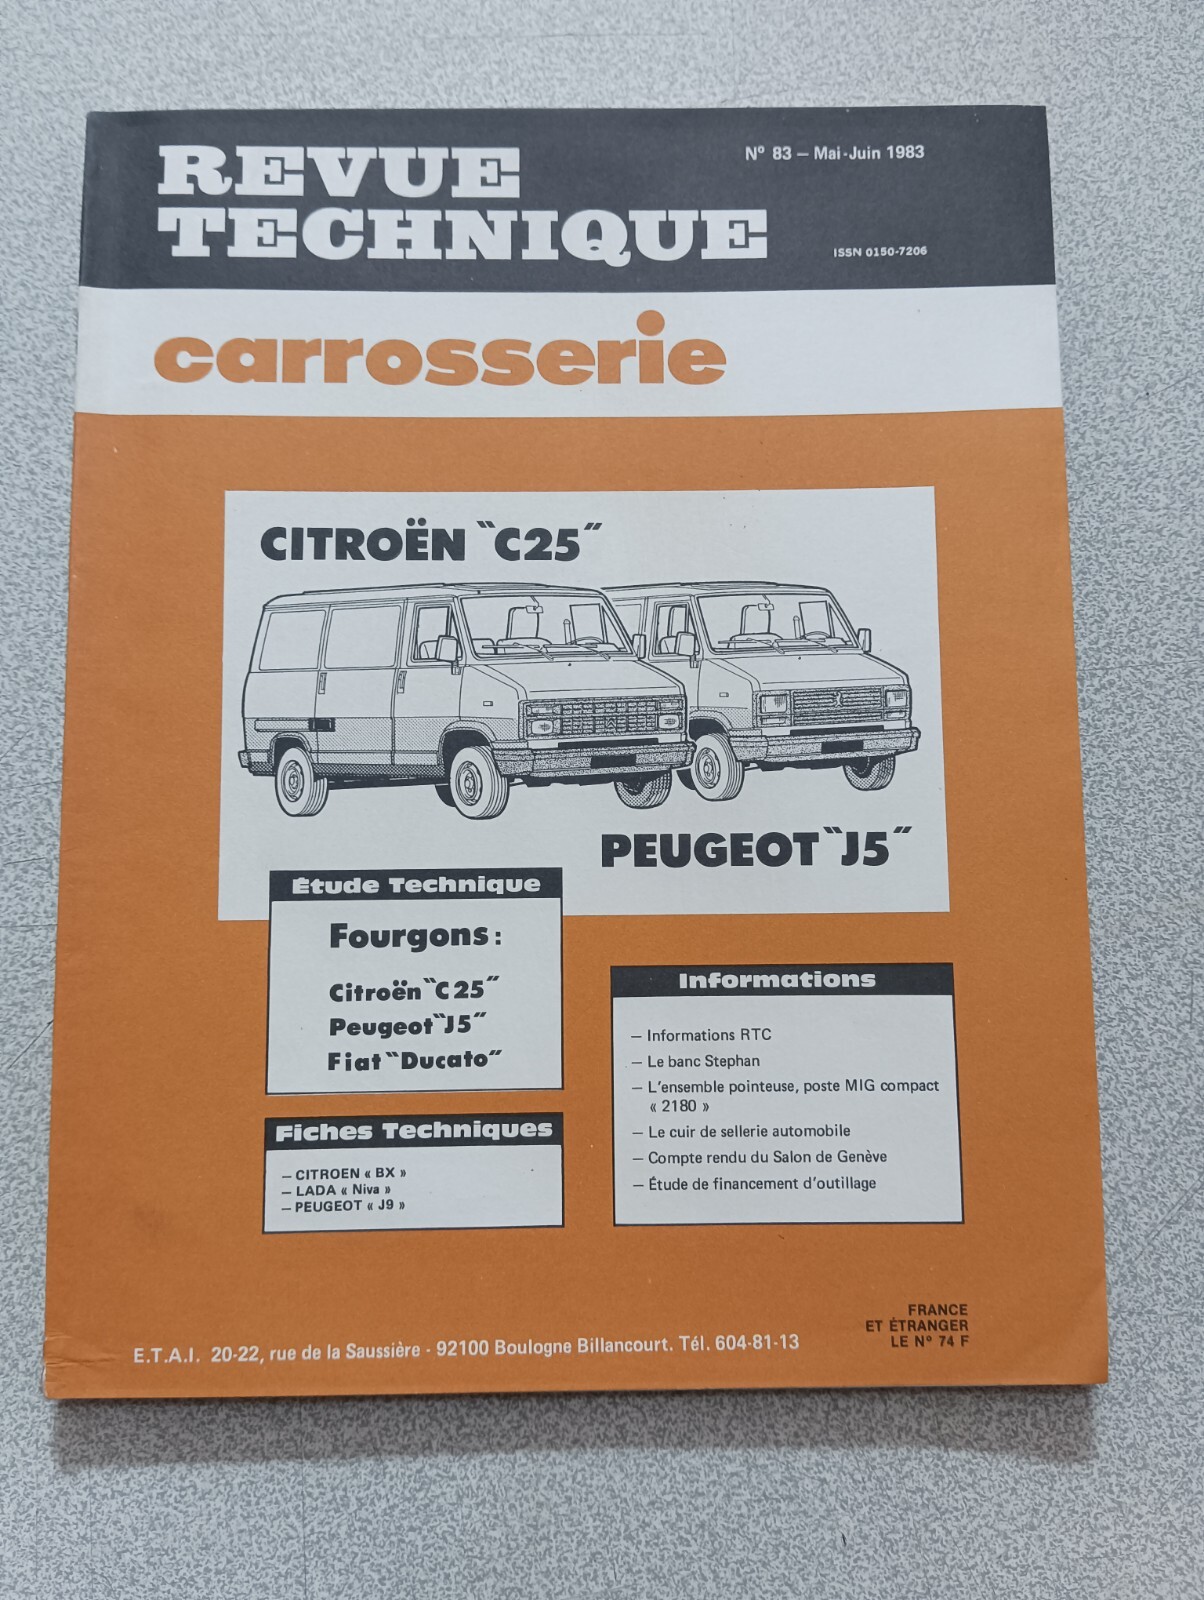 REVUE
TECHNIQUE
Nº 83 – Mai-Juin 1983
ISSN 0150-7206
carrosserie
CITROËN "C25"
PEUGEOT "J5"
Étude Technique
Fourgons :
Citroën "C 25"
Peugeot "J5"
Fiat "Ducato"
Fiches Techniques
– CITROEN « BX »
– LADA « Niva »
– PEUGEOT « J9 »
Informations
– Informations RTC
– Le banc Stephan
– L'ensemble pointeuse, poste MIG compact
« 2180 »
– Le cuir de sellerie automobile
– Compte rendu du Salon de Genève
– Étude de financement d'outillage
FRANCE
ET ÉTRANGER
LE Nº 74 F
E.T.A.I. 20-22, rue de la Saussière - 92100 Boulogne Billancourt. Tél. 604-81-13